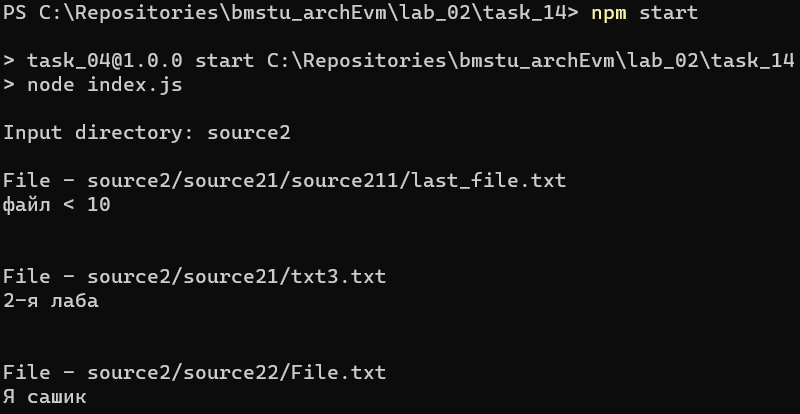 PS C:\Repositories\bmstu_archEvm\lab_02\task_14> npm start
> task_04@1.0.0 start C:\Repositories\bmstu_archEvm\lab_02\task_14
> node index.js
Input directory: source2
File - source2/source21/source211/last_file.txt
файл < 10
File - source2/source21/txt3.txt
2-я лаба
File - source2/source22/File.txt
Я сашик